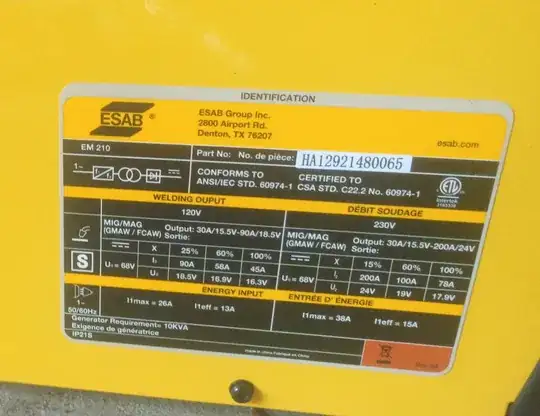 IDENTIFICATION
ESAB ®
ESAB Group Inc.
2800 Airport Rd.
Denton, TX 76207
esab.com
EM 210
Part No: No. de pièce: HA12921480065
CONFORMS TO
ANSI/IEC STD. 60974-1
CERTIFIED TO
CSA STD. C22.2 No. 60974-1
ETL
Intertek
WELDING OUPUT
DÉBIT SOUDAGE
120V
230V
MIG/MAG
(GMAW / FCAW)
Output: 30A/15.5V-90A/18.5V
Sortie:
X 25% 60% 100%
U₀ = 68V
I₂ 90A 58A 45A
U₂ 18.5V 16.9V 16.3V
MIG/MAG
(GMAW / FCAW)
Output: 30A/15.5V-200A/24V
Sortie:
X 15% 60% 100%
U₀ = 68V
I₂ 200A 100A 78A
U₂ 24V 19V 17.9V
S
1~
50/60Hz
ENERGY INPUT
ENTRÉE D' ÉNERGIE
I1max = 26A I1eff = 13A
I1max = 38A I1eff = 15A
Generator Requirement= 10KVA
Exigence de génératrice
IP21S
Made in China